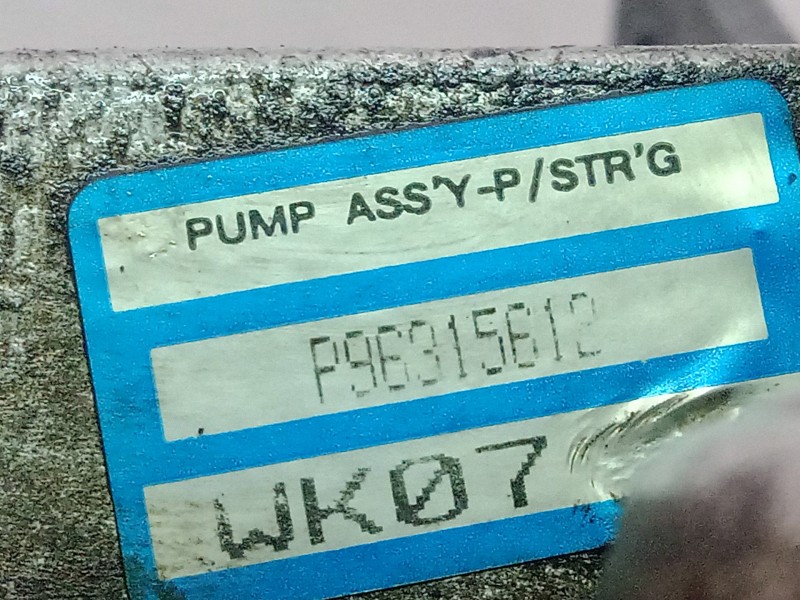 PUMP ASS'Y-P/STR'G
P96315612
WK07